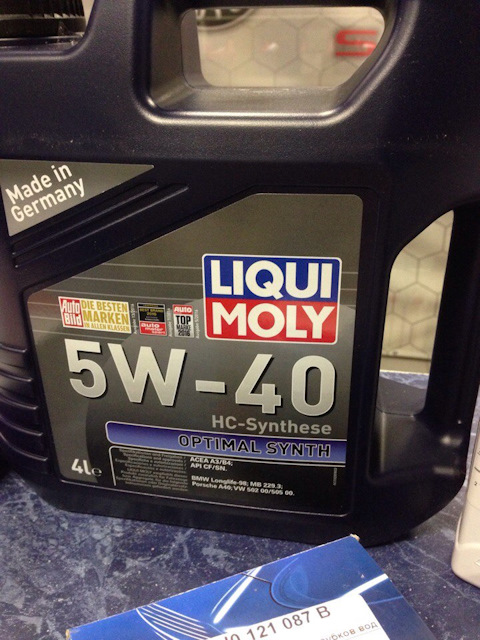 Made in
Germany
LIQUI
MOLY
Auto
Bild
DIE BESTEN
MARKEN
IN ALLEN KLASSEN
auto
AUTO
TOP
5W-40
HC-Synthese
OPTIMAL SYNTH
4L e
ACEA A3/B4;
API CF/SN.
BMW Longlife-98; MB 229.3;
Porsche A40; VW 502 00/505 00.
121 087 B